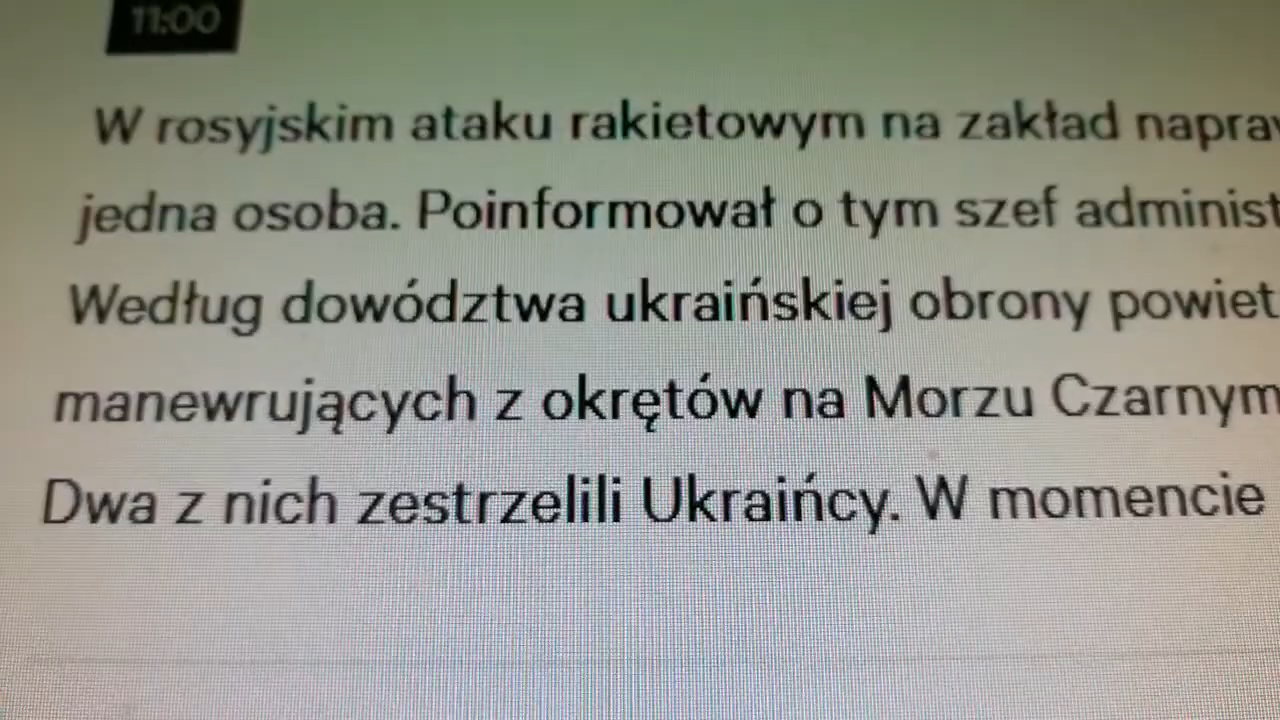 11:00
W rosyjskim ataku rakietowym na zakład
jedna osoba. Poinformował o tym szef
Według dowództwa ukraińskiej obrony
manewrujących z okrętów na Morzu Czarnym
Dwa z nich zestrzelili Ukraińcy. W momencie